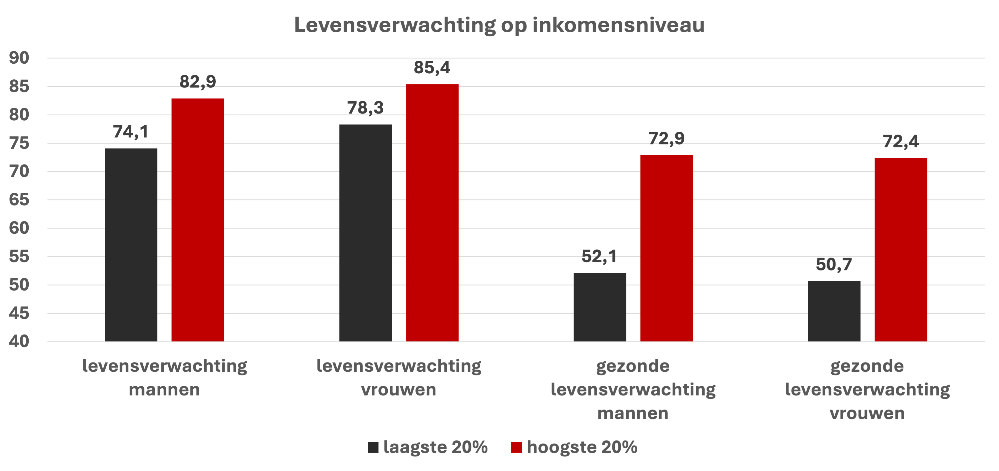 Levensverwachting op inkomensniveau
90
85
80
75
70
65
60
55
50
45
40
74,1
82,9
78,3
85,4
52,1
72,9
50,7
72,4
levensverwachting
mannen
levensverwachting
vrouwen
gezonde
levensverwachting
mannen
gezonde
levensverwachting
vrouwen
laagste 20%
hoogste 20%